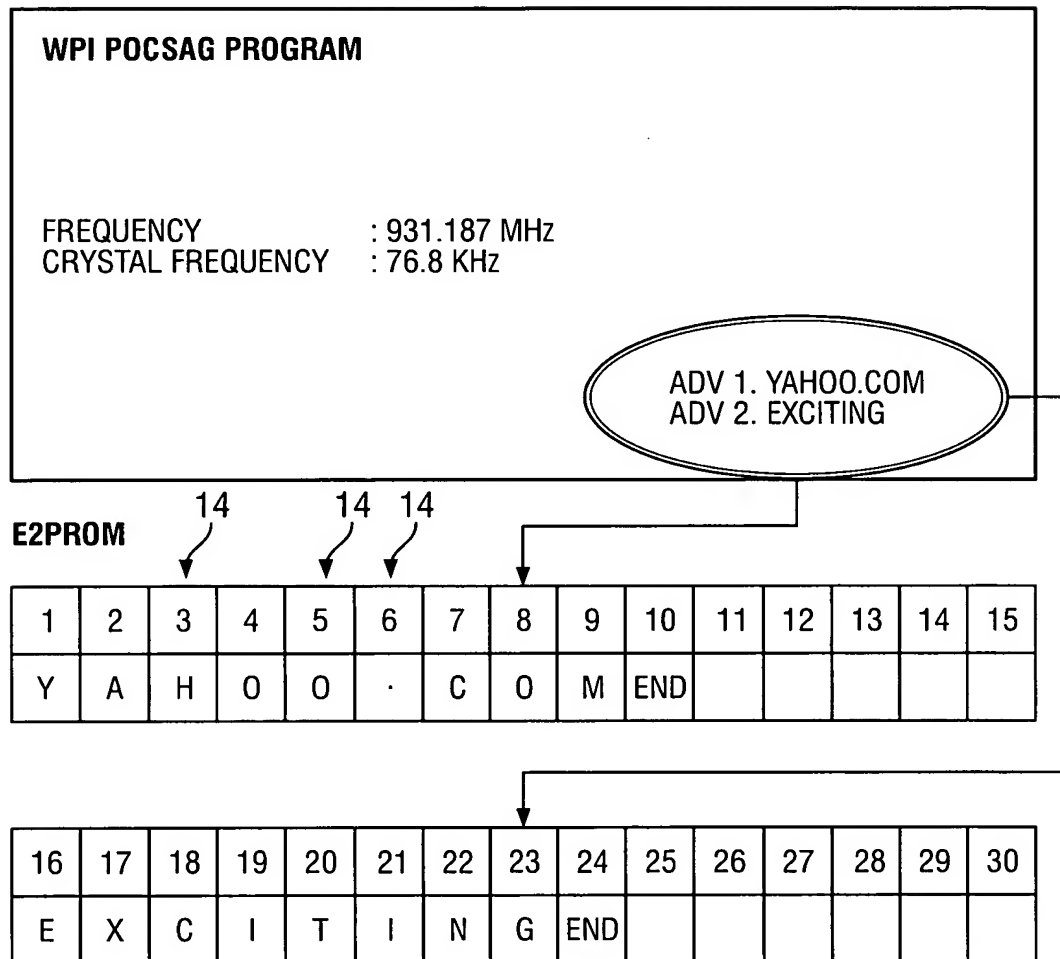 WPI POCSAG PROGRAM
FREQUENCY : 931.187 MHz
CRYSTAL FREQUENCY : 76.8 KHz
ADV 1. YAHOO.COM
ADV 2. EXCITING
14 14 14
E2PROM
1 2 3 4 5 6 7 8 9 10 11 12 13 14 15
Y A H O O · C O M END
16 17 18 19 20 21 22 23 24 25 26 27 28 29 30
E X C I T I N G END